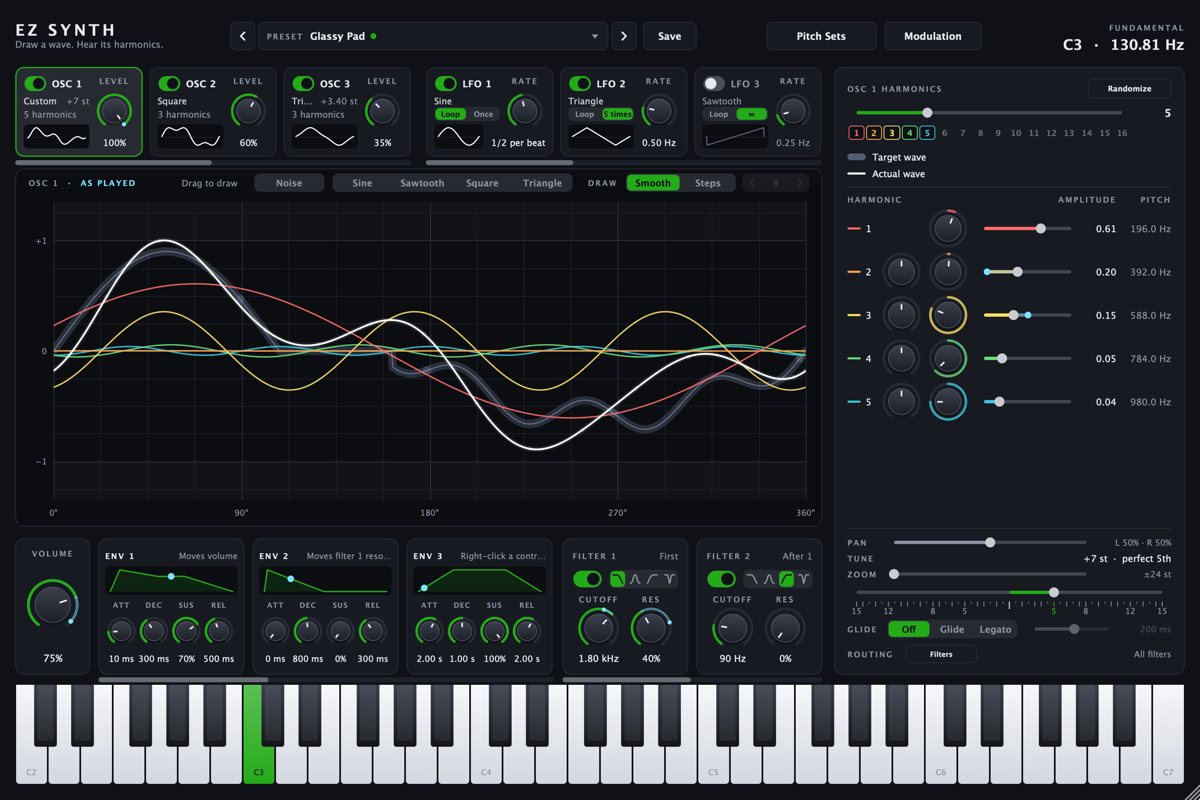 EZ SYNTH
Draw a wave. Hear its harmonics.
PRESET Glassy Pad
Save
Pitch Sets
Modulation
FUNDAMENTAL
C3 · 130.81 Hz
OSC 1 LEVEL
Custom +7 st
5 harmonics
100%
OSC 2 LEVEL
Square
3 harmonics
60%
OSC 3 LEVEL
Tri... +3.40 st
3 harmonics
35%
LFO 1 RATE
Sine
Loop Once
1/2 per beat
LFO 2 RATE
Triangle
Loop 5 times
0.50 Hz
LFO 3 RATE
Sawtooth
Loop ∞
0.25 Hz
OSC 1 · AS PLAYED Drag to draw Noise Sine Sawtooth Square Triangle DRAW Smooth Steps 8
+1
0
−1
0° 90° 180° 270° 360°
OSC 1 HARMONICS Randomize
5
1 2 3 4 5 6 7 8 9 10 11 12 13 14 15 16
Target wave
Actual wave
HARMONIC AMPLITUDE PITCH
1 0.61 196.0 Hz
2 0.20 392.0 Hz
3 0.15 588.0 Hz
4 0.05 784.0 Hz
5 0.04 980.0 Hz
PAN L 50% · R 50%
TUNE +7 st · perfect 5th
ZOOM ±24 st
15 12 8 5 5 8 12 15
GLIDE Off Glide Legato 200 ms
ROUTING Filters All filters
VOLUME
75%
ENV 1 Moves volume
ATT DEC SUS REL
10 ms 300 ms 70% 500 ms
ENV 2 Moves filter 1 reso...
ATT DEC SUS REL
0 ms 800 ms 0% 300 ms
ENV 3 Right-click a contr...
ATT DEC SUS REL
2.00 s 1.00 s 100% 2.00 s
FILTER 1 First
CUTOFF RES
1.80 kHz 40%
FILTER 2 After 1
CUTOFF RES
90 Hz 0%
C2 C3 C4 C5 C6 C7